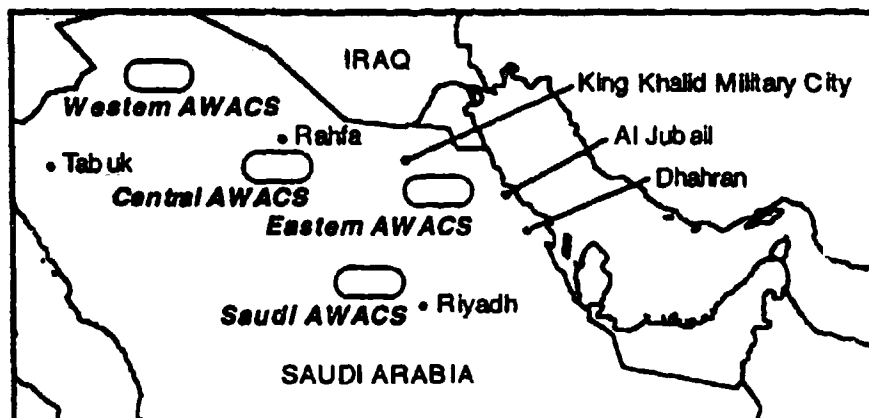 IRAQ
King Khalid Military City
Western AWACS
Rahfa
Al Jubail
Tabuk
Dhahran
Central AWACS
Eastern AWACS
Saudi AWACS
Riyadh
SAUDI ARABIA